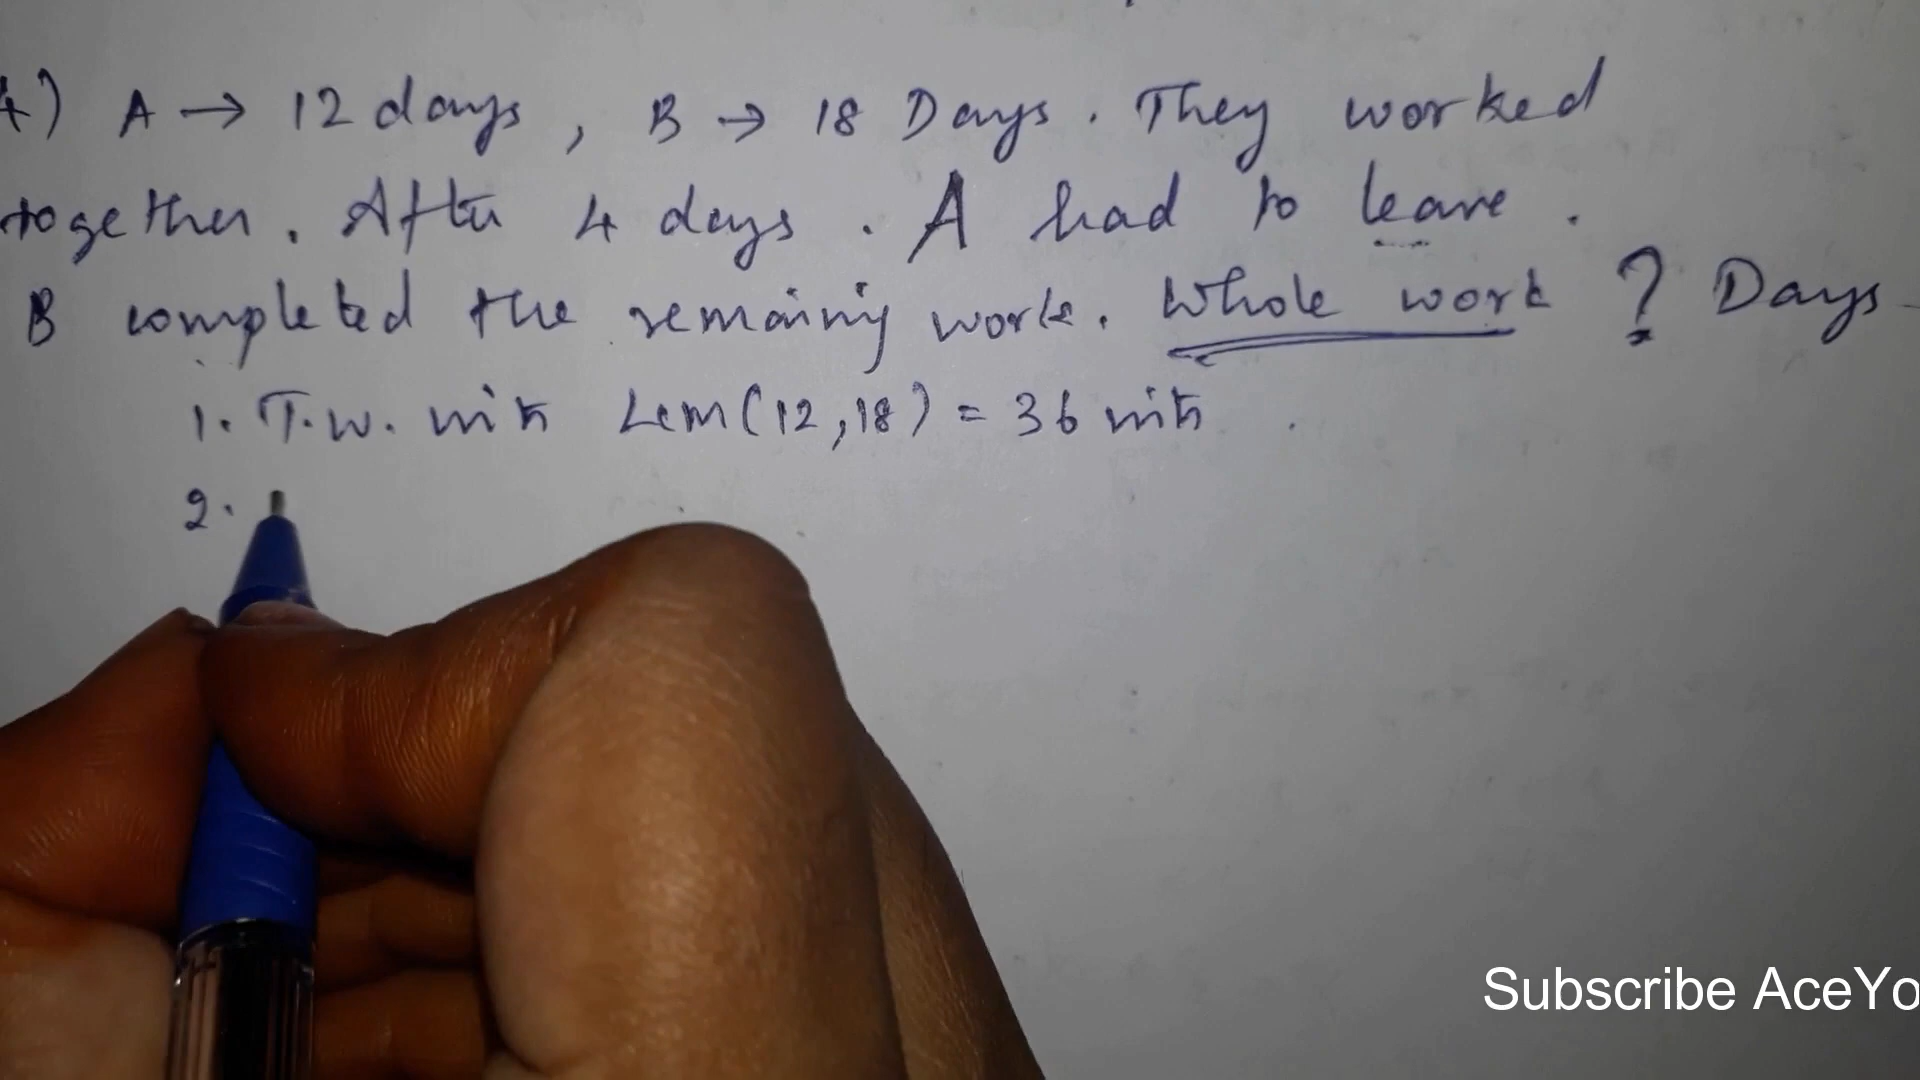 4) A → 12 days, B → 18 Days. They worked
together. After 4 days. A had to leave.
B completed the remaining work. Whole work ? Days
1. T.W. units Lcm(12,18) = 36 units
2.
Subscribe AceYo